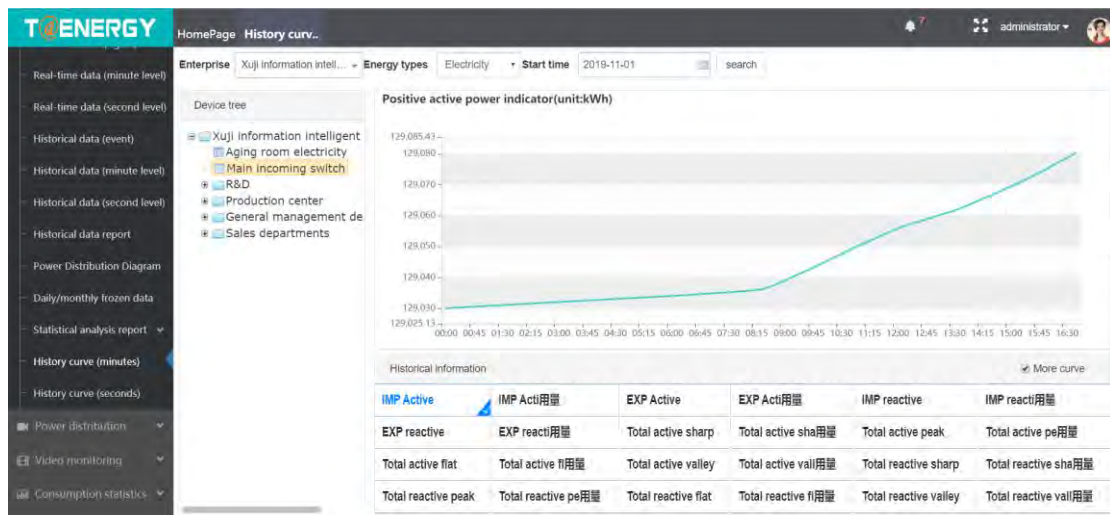 T@ENERGY
HomePage History curv..
7
administrator
Real-time data (minute level)
Real-time data (second level)
Historical data (event)
Historical data (minute level)
Historical data (second level)
Historical data report
Power Distribution Diagram
Daily/monthly frozen data
Statistical analysis report
History curve (minutes)
History curve (seconds)
Power distribution
Video monitoring
Consumption statistics
Enterprise Xuji information intell... Energy types Electricity Start time 2019-11-01 search
Device tree
Xuji information intelligent
Aging room electricity
Main incoming switch
R&D
Production center
General management de
Sales departments
Positive active power indicator(unit:kWh)
129,085.43
129,080
129,070
129,060
129,050
129,040
129,030
129,025.13
00:00 00:45 01:30 02:15 03:00 03:45 04:30 05:15 06:00 06:45 07:30 08:15 09:00 09:45 10:30 11:15 12:00 12:45 13:30 14:15 15:00 15:45 16:30
Historical information More curve
IMP Active IMP Acti用量 EXP Active EXP Acti用量 IMP reactive IMP reacti用量
EXP reactive EXP reacti用量 Total active sharp Total active sha用量 Total active peak Total active pe用量
Total active flat Total active fl用量 Total active valley Total active vall用量 Total reactive sharp Total reactive sha用量
Total reactive peak Total reactive pe用量 Total reactive flat Total reactive fl用量 Total reactive valley Total reactive vall用量